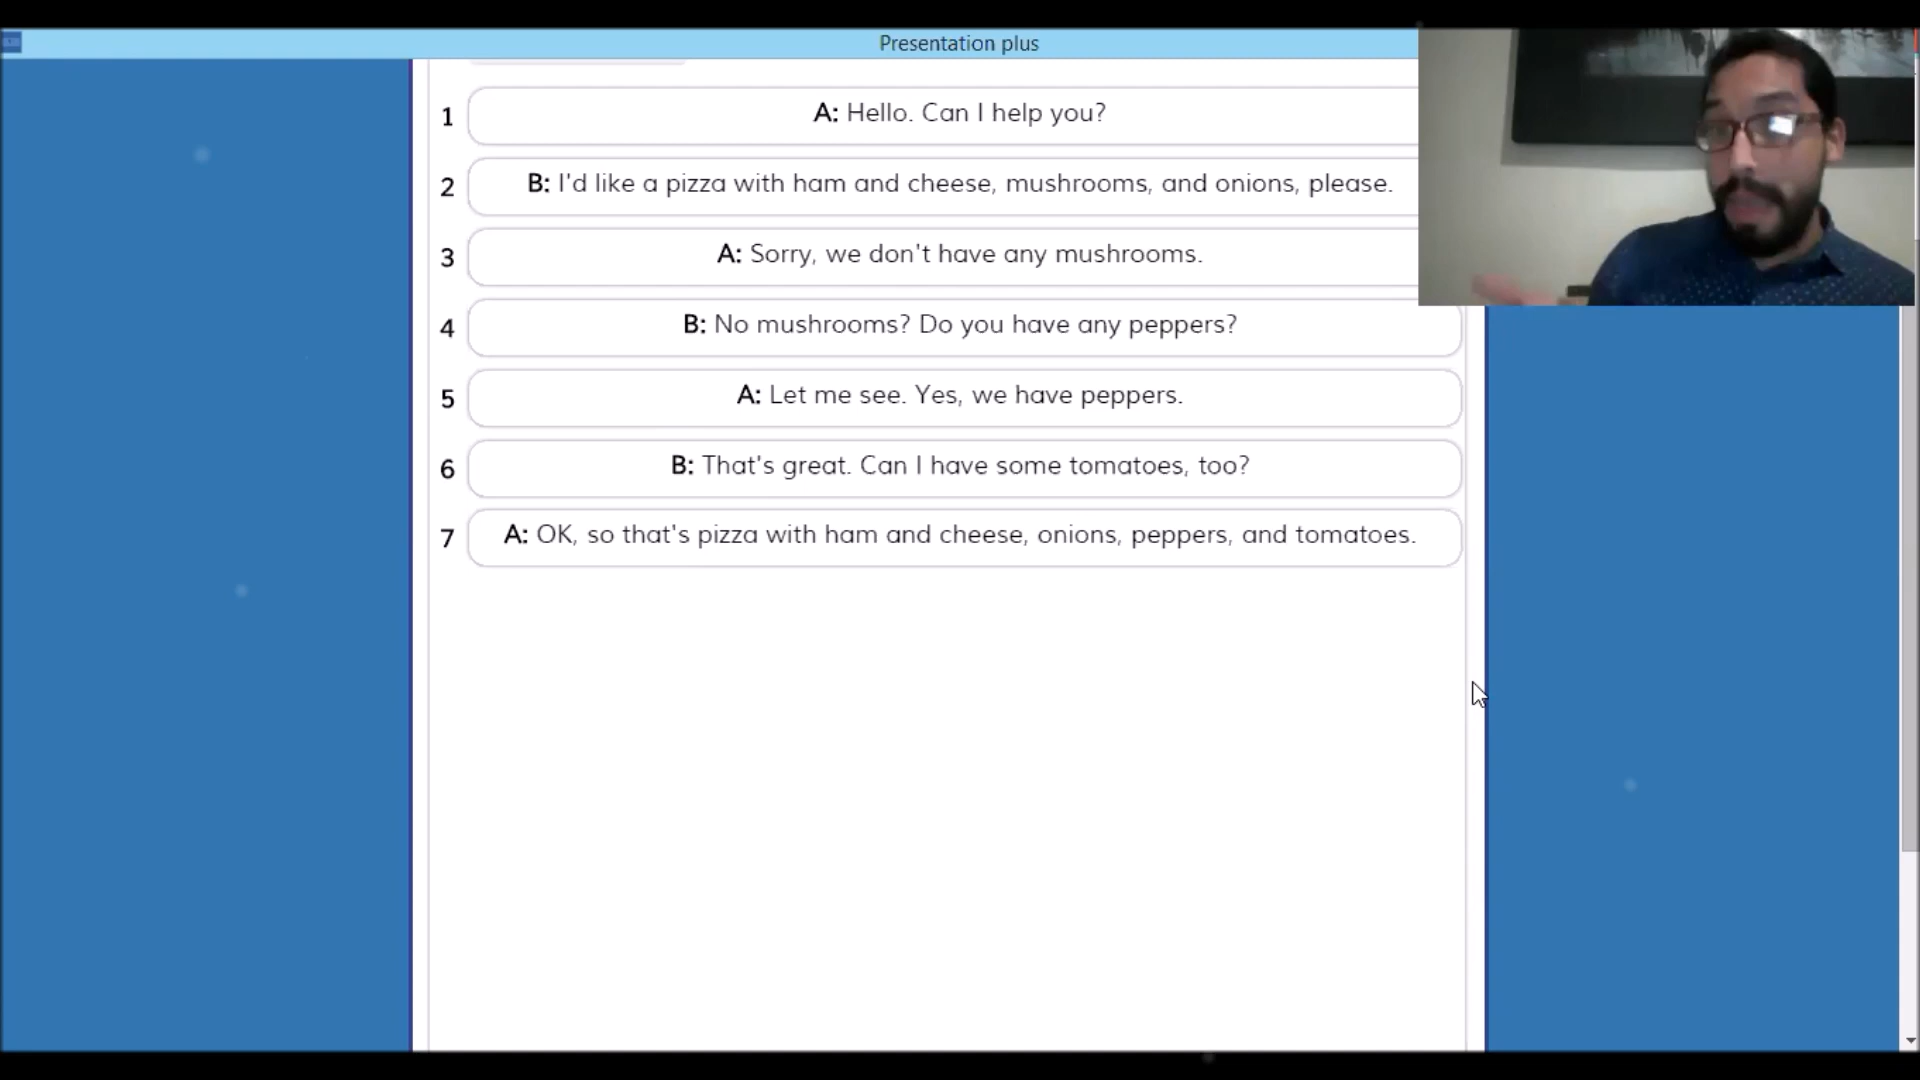 Presentation plus
1 A: Hello. Can I help you?
2 B: I'd like a pizza with ham and cheese, mushrooms, and onions, please.
3 A: Sorry, we don't have any mushrooms.
4 B: No mushrooms? Do you have any peppers?
5 A: Let me see. Yes, we have peppers.
6 B: That's great. Can I have some tomatoes, too?
7 A: OK, so that's pizza with ham and cheese, onions, peppers, and tomatoes.